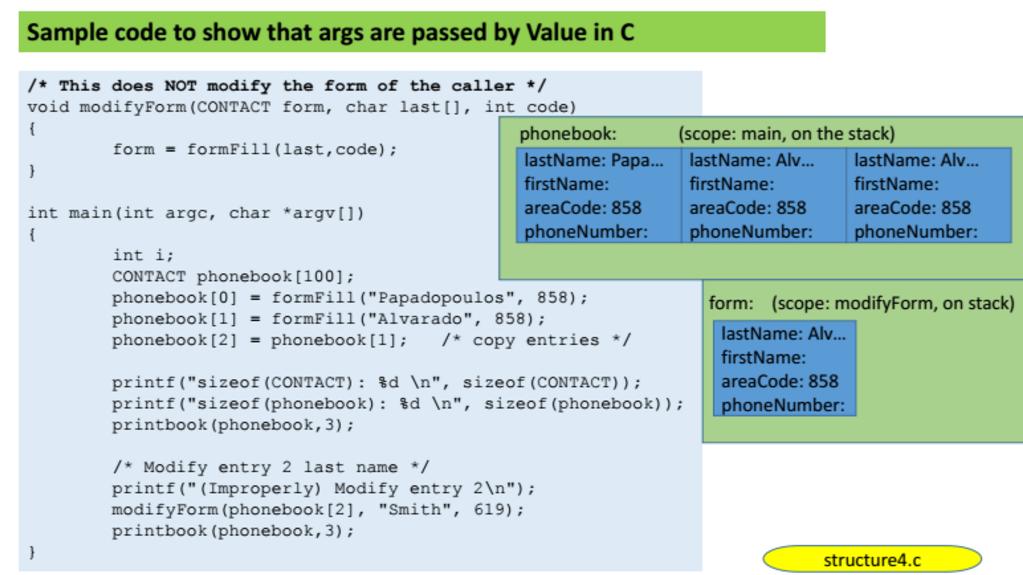 Sample code to show that args are passed by Value in C
/* This does NOT modify the form of the caller */
void modifyForm(CONTACT form, char last[], int code)
{
        form = formFill(last,code);
}

int main(int argc, char *argv[])
{
        int i;
        CONTACT phonebook[100];
        phonebook[0] = formFill("Papadopoulos", 858);
        phonebook[1] = formFill("Alvarado", 858);
        phonebook[2] = phonebook[1];   /* copy entries */

        printf("sizeof(CONTACT): %d \n", sizeof(CONTACT));
        printf("sizeof(phonebook): %d \n", sizeof(phonebook));
        printbook(phonebook,3);

        /* Modify entry 2 last name */
        printf("(Improperly) Modify entry 2\n");
        modifyForm(phonebook[2], "Smith", 619);
        printbook(phonebook,3);
}
phonebook: (scope: main, on the stack)
lastName: Papa... lastName: Alv... lastName: Alv...
firstName: firstName: firstName:
areaCode: 858 areaCode: 858 areaCode: 858
phoneNumber: phoneNumber: phoneNumber:
form: (scope: modifyForm, on stack)
lastName: Alv...
firstName:
areaCode: 858
phoneNumber:
structure4.c